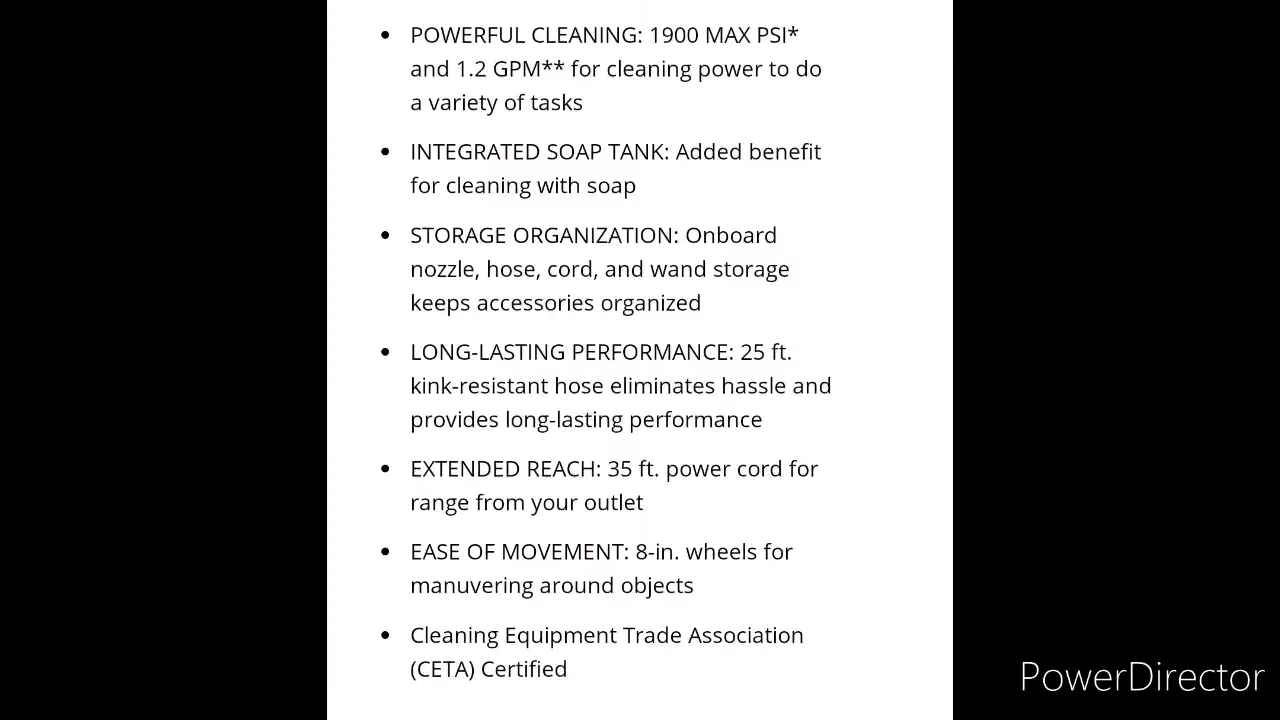 POWERFUL CLEANING: 1900 MAX PSI*
and 1.2 GPM** for cleaning power to do
a variety of tasks
INTEGRATED SOAP TANK: Added benefit
for cleaning with soap
STORAGE ORGANIZATION: Onboard
nozzle, hose, cord, and wand storage
keeps accessories organized
LONG-LASTING PERFORMANCE: 25 ft.
kink-resistant hose eliminates hassle and
provides long-lasting performance
EXTENDED REACH: 35 ft. power cord for
range from your outlet
EASE OF MOVEMENT: 8-in. wheels for
manuvering around objects
Cleaning Equipment Trade Association
(CETA) Certified
PowerDirector